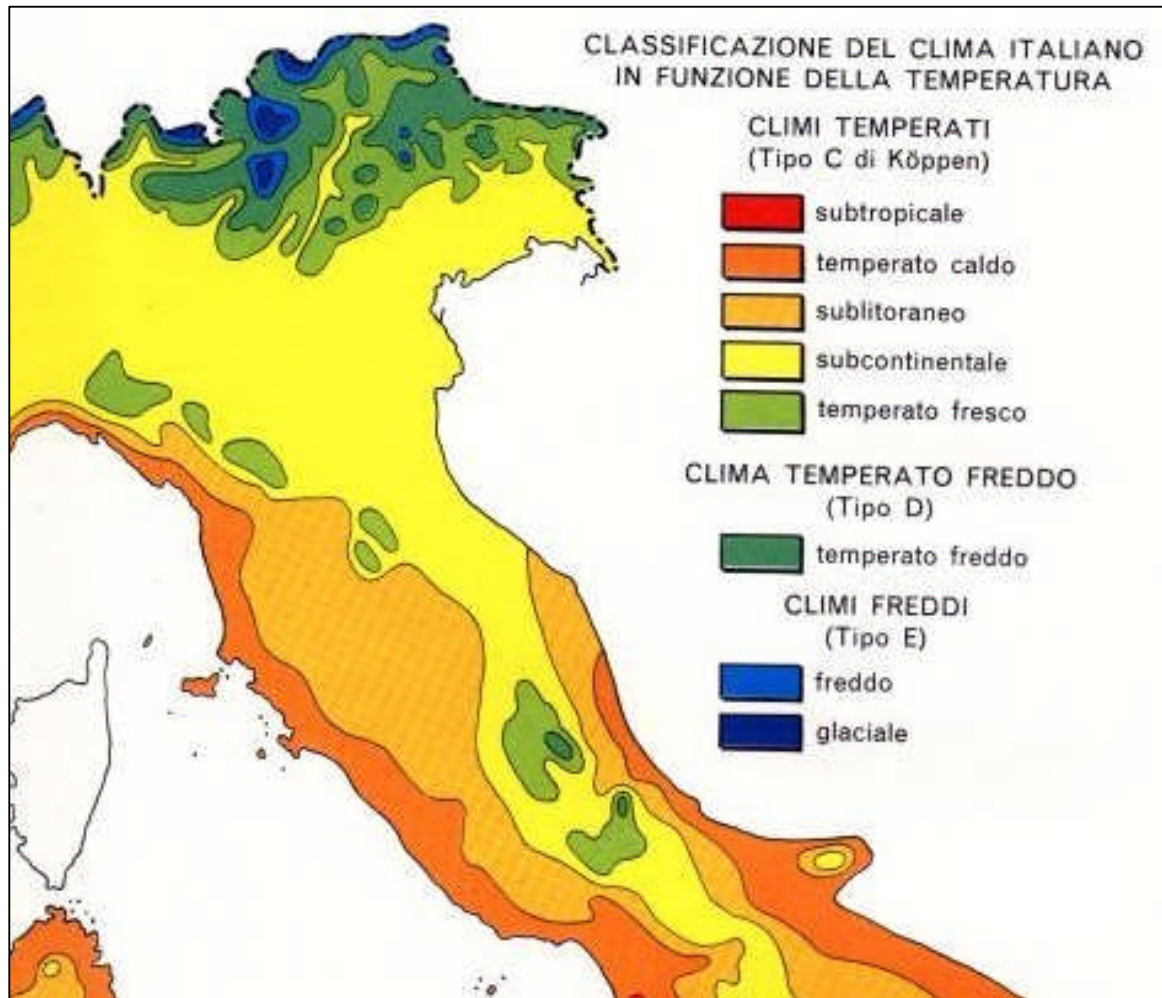 CLASSIFICAZIONE DEL CLIMA ITALIANO
IN FUNZIONE DELLA TEMPERATURA
CLIMI TEMPERATI
(Tipo C di Köppen)
subtropicale
temperato caldo
sublitoraneo
subcontinentale
temperato fresco
CLIMA TEMPERATO FREDDO
(Tipo D)
temperato freddo
CLIMI FREDDI
(Tipo E)
freddo
glaciale